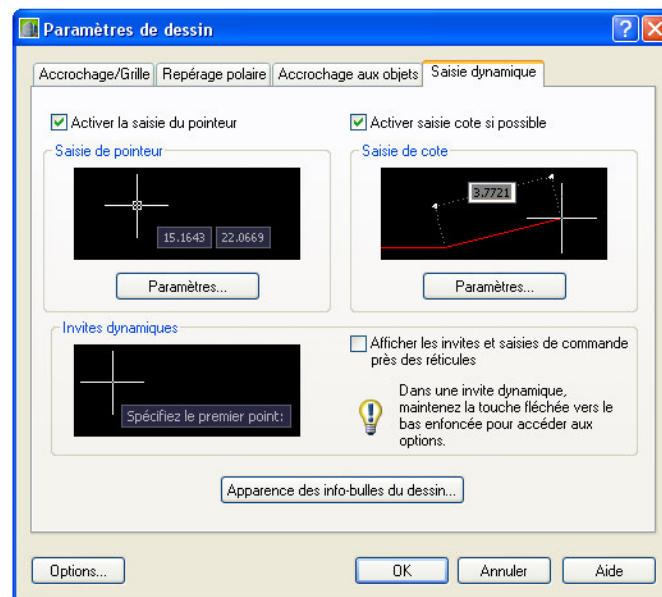 Paramètres de dessin
Accrochage/Grille
Repérage polaire
Accrochage aux objets
Saisie dynamique
Activer la saisie du pointeur
Activer saisie cote si possible
Saisie de pointeur
Saisie de cote
15.1643 22.0669
3.7721
Paramètres...
Paramètres...
Invites dynamiques
Spécifiez le premier point:
Afficher les invites et saisies de commande
près des réticules
Dans une invite dynamique,
maintenez la touche fléchée vers le
bas enfoncée pour accéder aux
options.
Apparence des info-bulles du dessin...
Options...
OK
Annuler
Aide